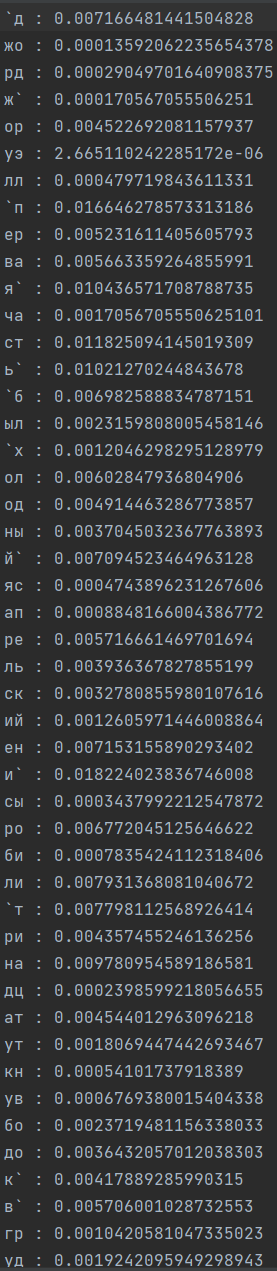 `д : 0.007166481441504828
жо : 0.00013592062235654378
рд : 0.00029049701640908375
ж` : 0.000170567055506251
ор : 0.004522692081157937
уэ : 2.665110242285172e-06
лл : 0.000479719843611331
`п : 0.016646278573313186
ер : 0.005231611405605793
ва : 0.005663359264855991
я` : 0.010436571708788735
ча : 0.0017056705550625101
ст : 0.011825094145019309
ь` : 0.01021270244843678
`б : 0.006982588834787151
ыл : 0.0023159808005458146
`х : 0.0012046298295128979
ол : 0.00602847936804906
од : 0.004914463286773857
ны : 0.0037045032367763893
й` : 0.007094523464963128
яс : 0.0004743896231267606
ап : 0.0008848166004386772
ре : 0.005716661469701694
ль : 0.003936367827855199
ск : 0.0032780855980107616
ий : 0.0012605971446008864
ен : 0.007153155890293402
и` : 0.018224023836746008
сы : 0.0003437992212547872
ро : 0.006772045125646622
би : 0.0007835424112318406
ли : 0.007931368081040672
`т : 0.007798112568926414
ри : 0.004357455246136256
на : 0.009780954589186581
дц : 0.0002398599218056655
ат : 0.004544012963096218
ут : 0.0018069447442693467
кн : 0.00054101737918389
ув : 0.0006769380015404338
бо : 0.0023719481156338033
до : 0.0036432057012038303
к` : 0.00417889285990315
в` : 0.005706001028732553
гр : 0.0010420581047335023
уд : 0.0019242095949298943